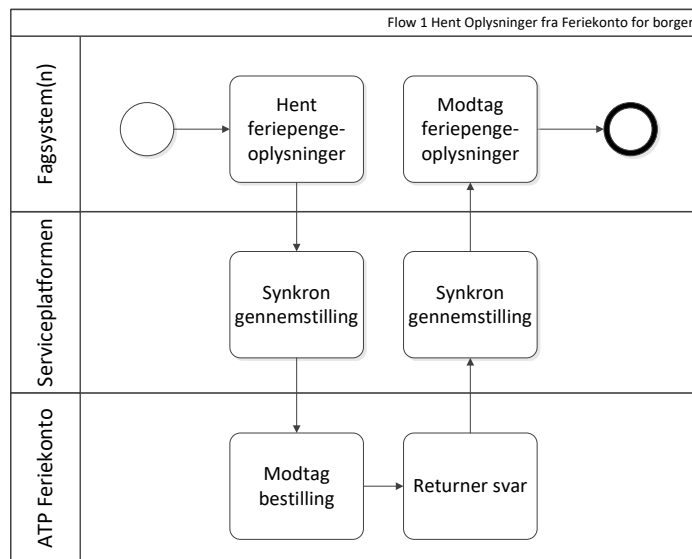 Flow 1 Hent Oplysninger fra Feriekonto for borger
Fagsystem(n)
Hent
feriepenge-
oplysninger
Modtag
feriepenge-
oplysninger
Serviceplatformen
Synkron
gennemstilling
Synkron
gennemstilling
ATP Feriekonto
Modtag
bestilling
Returner svar